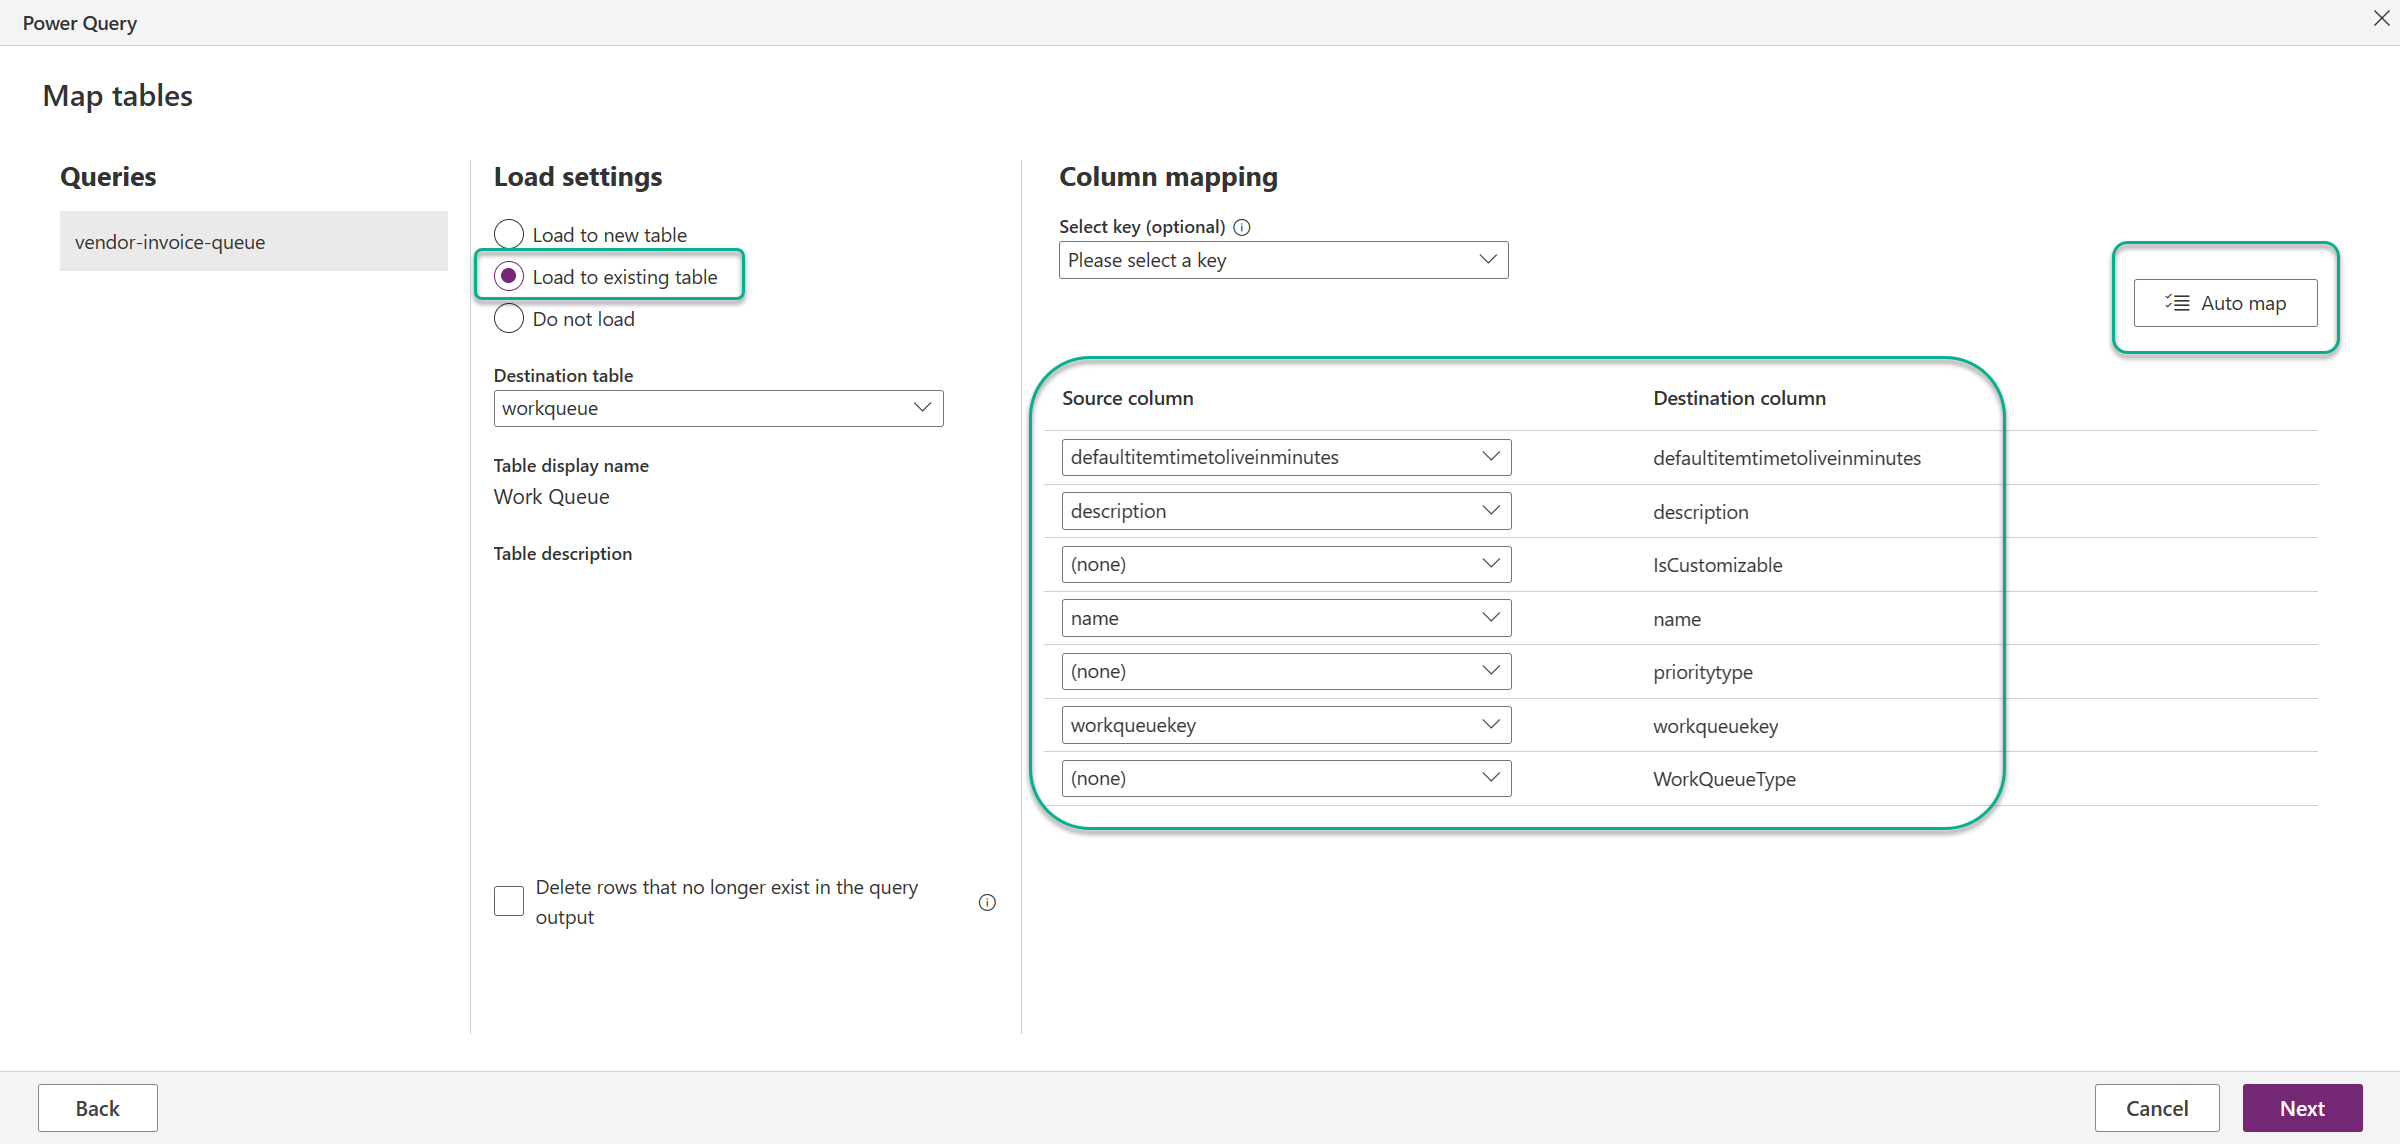 Power Query
Map tables
Queries
vendor-invoice-queue
Load settings
Load to new table
Load to existing table
Do not load
Destination table
workqueue
Table display name
Work Queue
Table description
Delete rows that no longer exist in the query
output
Column mapping
Select key (optional)
Please select a key
Auto map
Source column Destination column
defaultitemtimetoliveinminutes defaultitemtimetoliveinminutes
description description
(none) IsCustomizable
name name
(none) prioritytype
workqueuekey workqueuekey
(none) WorkQueueType
Back
Cancel
Next